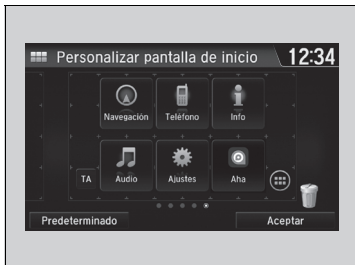 Personalizar pantalla de inicio 12:34
Navegación Teléfono Info
TA Audio Ajustes Aha
Predeterminado Aceptar